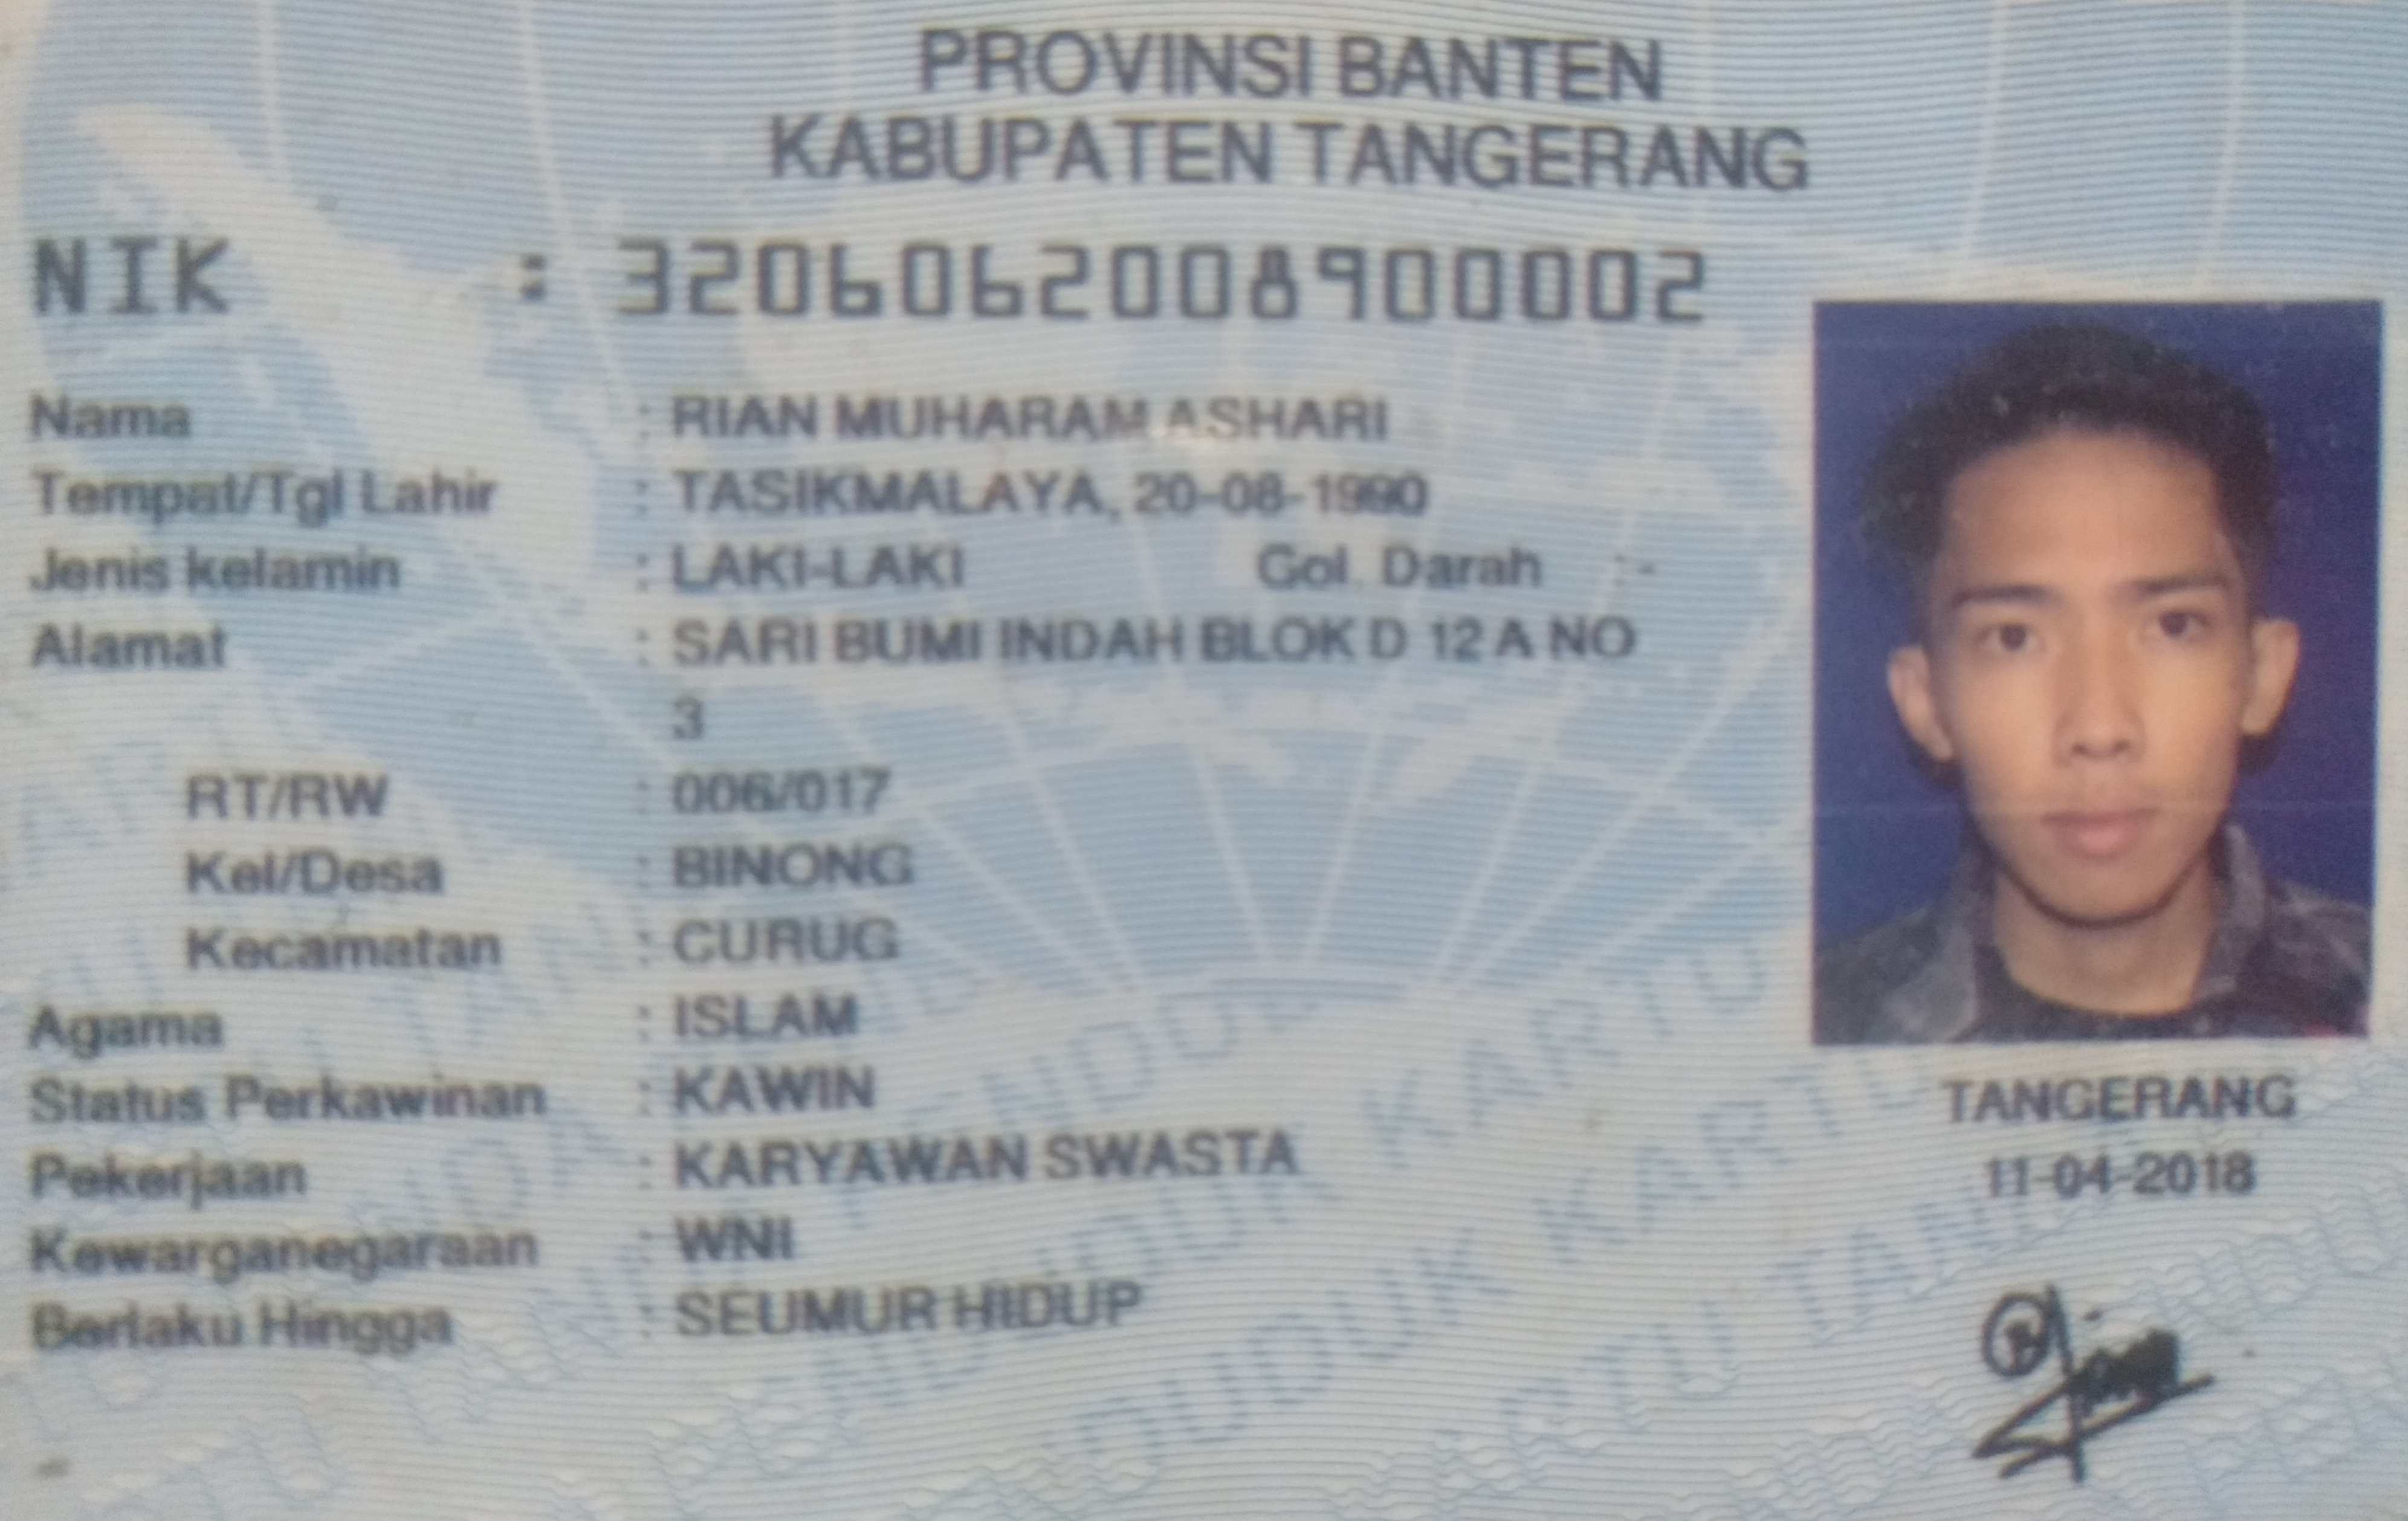 PROVINSI BANTEN
KABUPATEN TANGERANG
NIK : 3206062008900002
Nama : RIAN MUHARAM ASHARI
Tempat/Tgl Lahir : TASIKMALAYA, 20-08-1990
Jenis kelamin : LAKI-LAKI Gol. Darah : -
Alamat : SARI BUMI INDAH BLOK D 12 A NO
3
RT/RW : 006/017
Kel/Desa : BINONG
Kecamatan : CURUG
Agama : ISLAM
Status Perkawinan : KAWIN
Pekerjaan : KARYAWAN SWASTA
Kewarganegaraan : WNI
Berlaku Hingga : SEUMUR HIDUP
TANGERANG
11-04-2018